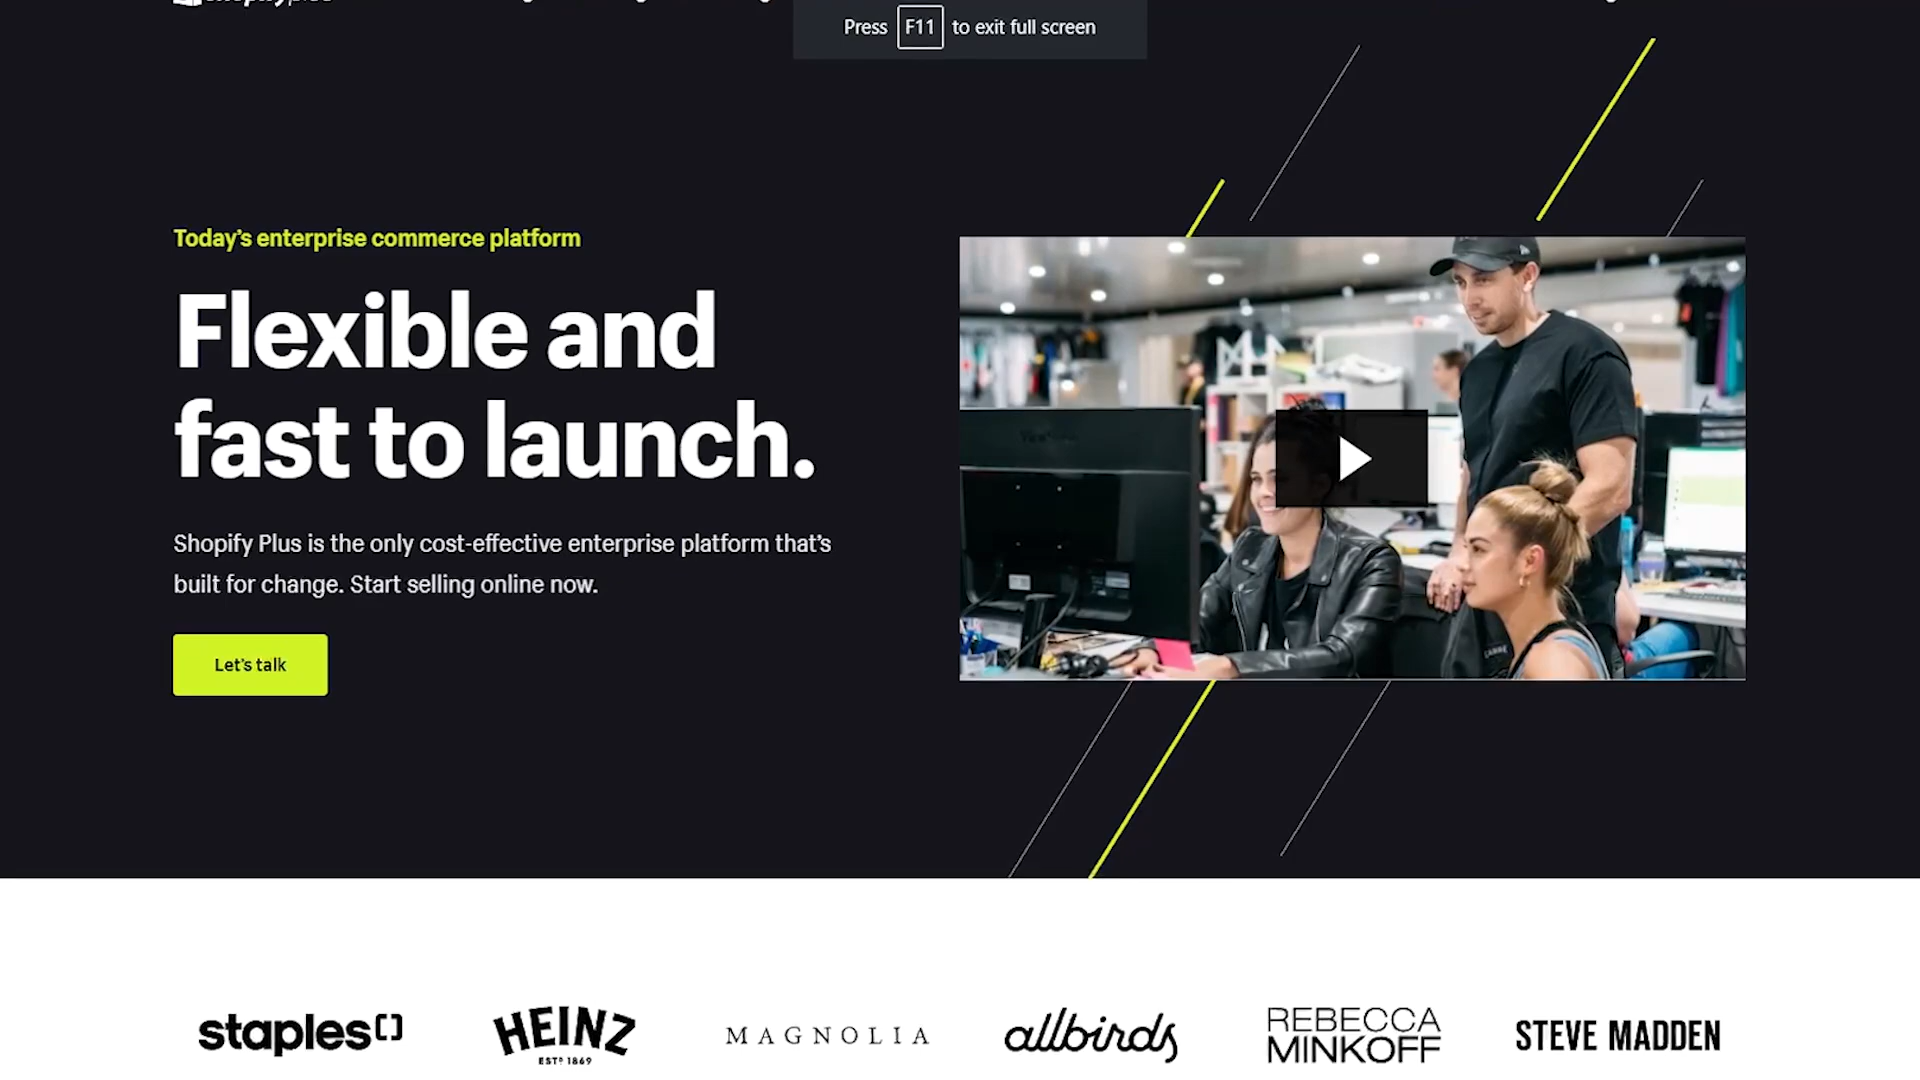 Press F11 to exit full screen
Today's enterprise commerce platform
Flexible and
fast to launch.
Shopify Plus is the only cost-effective enterprise platform that's
built for change. Start selling online now.
Let's talk
staples
HEINZ
ESTD 1869
MAGNOLIA
allbirds
REBECCA
MINKOFF
STEVE MADDEN